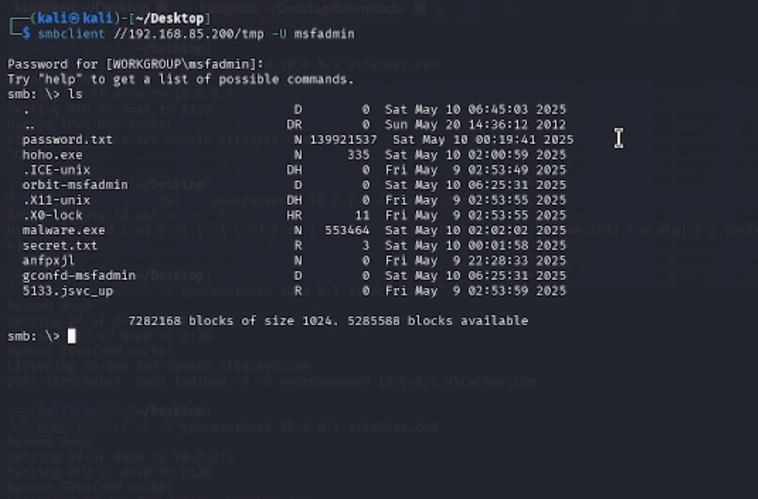 ┌──(kali㉿kali)-[~/Desktop]
└─$ smbclient //192.168.85.200/tmp -U msfadmin
Password for [WORKGROUP\msfadmin]:
Try "help" to get a list of possible commands.
smb: \> ls
. D 0 Sat May 10 06:45:03 2025
.. DR 0 Sun May 20 14:36:12 2012
password.txt N 139921537 Sat May 10 00:19:41 2025
hoho.exe N 335 Sat May 10 02:00:59 2025
.ICE-unix DH 0 Fri May 9 02:53:49 2025
orbit-msfadmin D 0 Sat May 10 06:25:31 2025
.X11-unix DH 0 Fri May 9 02:53:55 2025
.X0-lock HR 11 Fri May 9 02:53:55 2025
malware.exe N 553464 Sat May 10 02:02:02 2025
secret.txt R 3 Sat May 10 00:01:58 2025
anfpxjl N 0 Fri May 9 22:28:33 2025
gconfd-msfadmin D 0 Sat May 10 06:25:31 2025
5133.jsvc_up R 0 Fri May 9 02:53:59 2025
7282168 blocks of size 1024. 5285588 blocks available
smb: \>